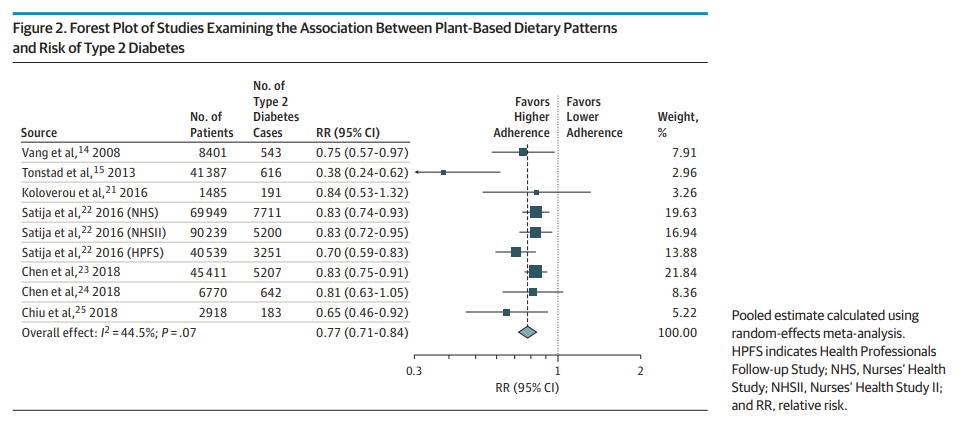 Figure 2. Forest Plot of Studies Examining the Association Between Plant-Based Dietary Patterns
and Risk of Type 2 Diabetes
Source
No. of
Patients
No. of
Type 2
Diabetes
Cases
RR (95% CI)
Favors
Higher
Adherence
Favors
Lower
Adherence
Weight,
%
Vang et al,14 2008 8401 543 0.75 (0.57-0.97) 7.91
Tonstad et al,15 2013 41387 616 0.38 (0.24-0.62) 2.96
Koloverou et al,21 2016 1485 191 0.84 (0.53-1.32) 3.26
Satija et al,22 2016 (NHS) 69949 7711 0.83 (0.74-0.93) 19.63
Satija et al,22 2016 (NHSII) 90239 5200 0.83 (0.72-0.95) 16.94
Satija et al,22 2016 (HPFS) 40539 3251 0.70 (0.59-0.83) 13.88
Chen et al,23 2018 45411 5207 0.83 (0.75-0.91) 21.84
Chen et al,24 2018 6770 642 0.81 (0.63-1.05) 8.36
Chiu et al,25 2018 2918 183 0.65 (0.46-0.92) 5.22
Overall effect: I2 = 44.5%; P = .07 0.77 (0.71-0.84) 100.00
0.3 1 2
RR (95% CI)
Pooled estimate calculated using
random-effects meta-analysis.
HPFS indicates Health Professionals
Follow-up Study; NHS, Nurses' Health
Study; NHSII, Nurses' Health Study II;
and RR, relative risk.